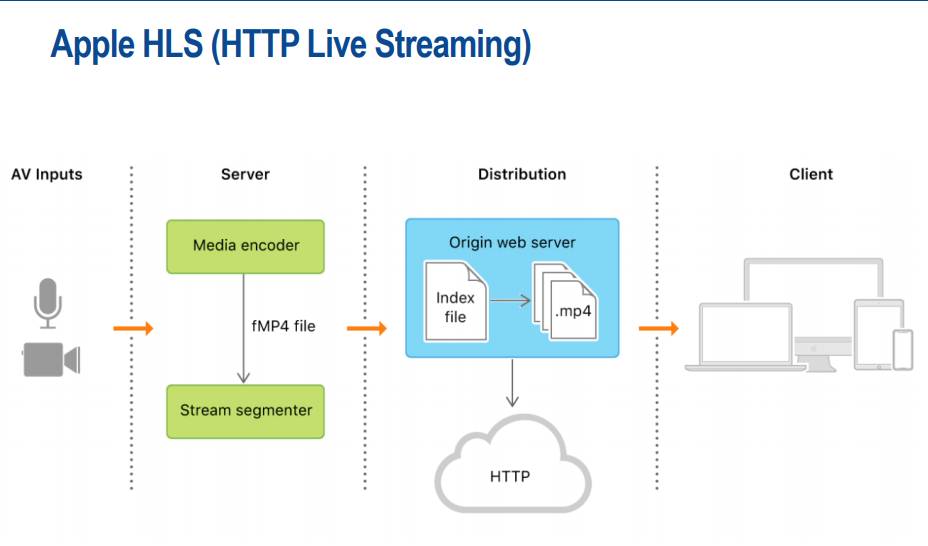 Apple HLS (HTTP Live Streaming)
AV Inputs
Server
Distribution
Client
Media encoder
fMP4 file
Stream segmenter
Origin web server
Index
file
.mp4
HTTP